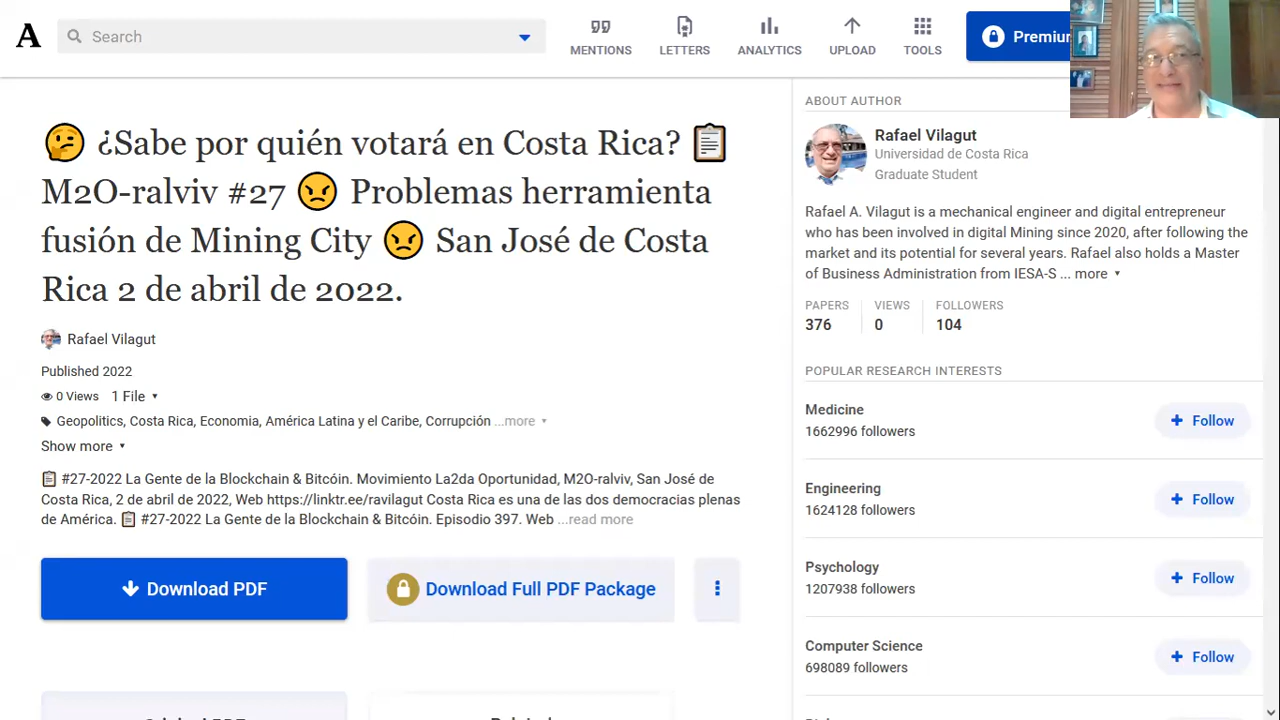 A
Search
MENTIONS
LETTERS
ANALYTICS
UPLOAD
TOOLS
Premium
🤔 ¿Sabe por quién votará en Costa Rica? 📋
M2O-ralviv #27 😠 Problemas herramienta
fusión de Mining City 😠 San José de Costa
Rica 2 de abril de 2022.
Rafael Vilagut
Published 2022
0 Views 1 File
Geopolitics, Costa Rica, Economia, América Latina y el Caribe, Corrupción ...more
Show more
📋 #27-2022 La Gente de la Blockchain & Bitcóin. Movimiento La2da Oportunidad, M2O-ralviv, San José de
Costa Rica, 2 de abril de 2022, Web https://linktr.ee/ravilagut Costa Rica es una de las dos democracias plenas
de América. 📋 #27-2022 La Gente de la Blockchain & Bitcóin. Episodio 397. Web ...read more
Download PDF
Download Full PDF Package
ABOUT AUTHOR
Rafael Vilagut
Universidad de Costa Rica
Graduate Student
Rafael A. Vilagut is a mechanical engineer and digital entrepreneur
who has been involved in digital Mining since 2020, after following the
market and its potential for several years. Rafael also holds a Master
of Business Administration from IESA-S ... more
PAPERS VIEWS FOLLOWERS
376 0 104
POPULAR RESEARCH INTERESTS
Medicine
1662996 followers
+ Follow
Engineering
1624128 followers
+ Follow
Psychology
1207938 followers
+ Follow
Computer Science
698089 followers
+ Follow